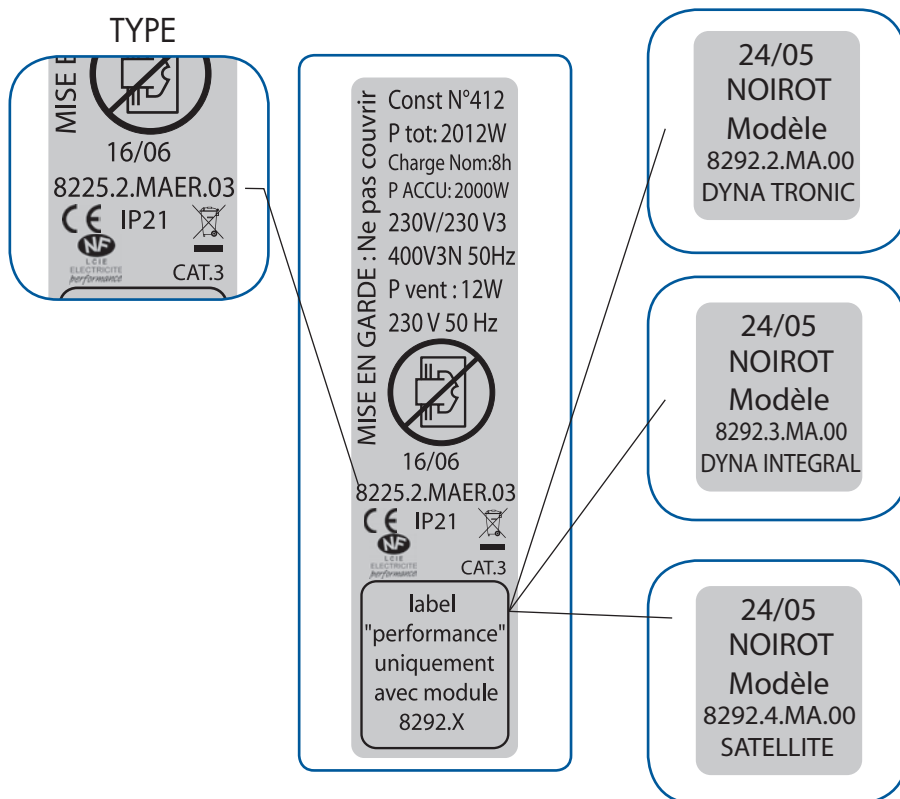 TYPE
MISE E
16/06
8225.2.MAER.03
CE IP21
NF
LCIE
ELECTRICITE
performance
CAT.3
MISE EN GARDE : Ne pas couvrir
Const N°412
P tot: 2012W
Charge Nom:8h
P ACCU: 2000W
230V/230 V3
400V3N 50Hz
P vent : 12W
230 V 50 Hz
16/06
8225.2.MAER.03
CE IP21
NF
LCIE
ELECTRICITE
performance
CAT.3
label
"performance"
uniquement
avec module
8292.X
24/05
NOIROT
Modèle
8292.2.MA.00
DYNA TRONIC
24/05
NOIROT
Modèle
8292.3.MA.00
DYNA INTEGRAL
24/05
NOIROT
Modèle
8292.4.MA.00
SATELLITE